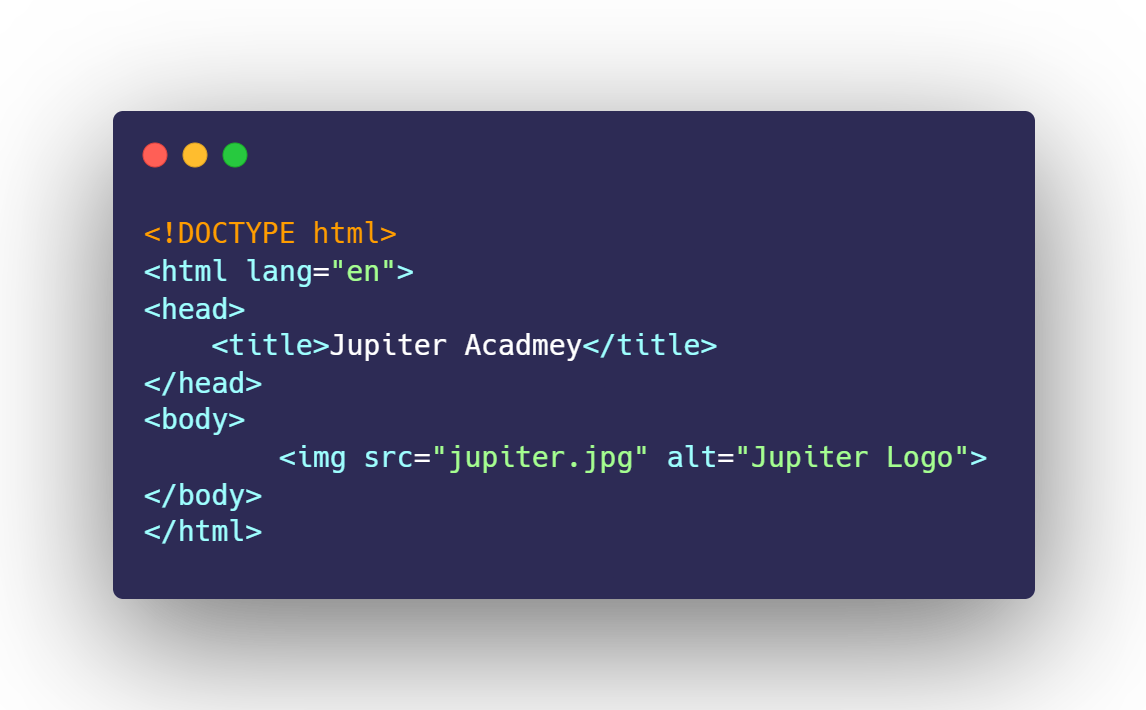 <!DOCTYPE html>
<html lang="en">
<head>
    <title>Jupiter Acadmey</title>
</head>
<body>
        <img src="jupiter.jpg" alt="Jupiter Logo">
</body>
</html>